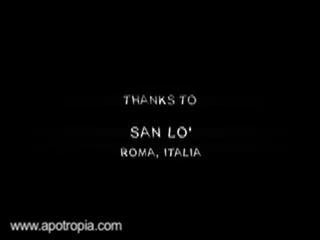 THANKS TO
SAN LO'
ROMA, ITALIA
www.apotropia.com